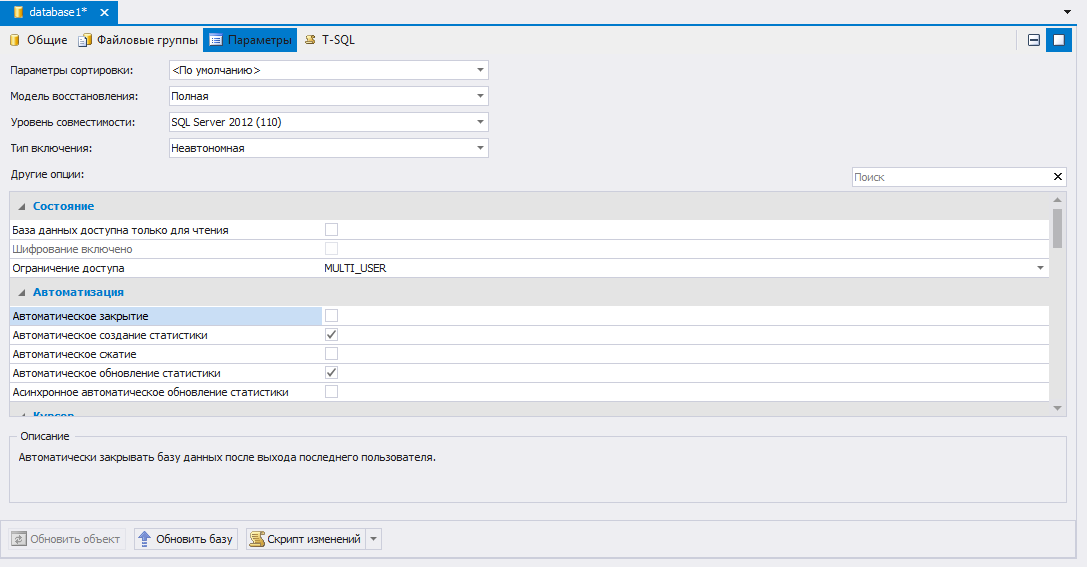 database1*
Общие Файловые группы Параметры T-SQL
Параметры сортировки: <По умолчанию>
Модель восстановления: Полная
Уровень совместимости: SQL Server 2012 (110)
Тип включения: Неавтономная
Другие опции: Поиск
Состояние
База данных доступна только для чтения
Шифрование включено
Ограничение доступа MULTI_USER
Автоматизация
Автоматическое закрытие
Автоматическое создание статистики
Автоматическое сжатие
Автоматическое обновление статистики
Асинхронное автоматическое обновление статистики
Курсор
Описание
Автоматически закрывать базу данных после выхода последнего пользователя.
Обновить объект Обновить базу Скрипт изменений